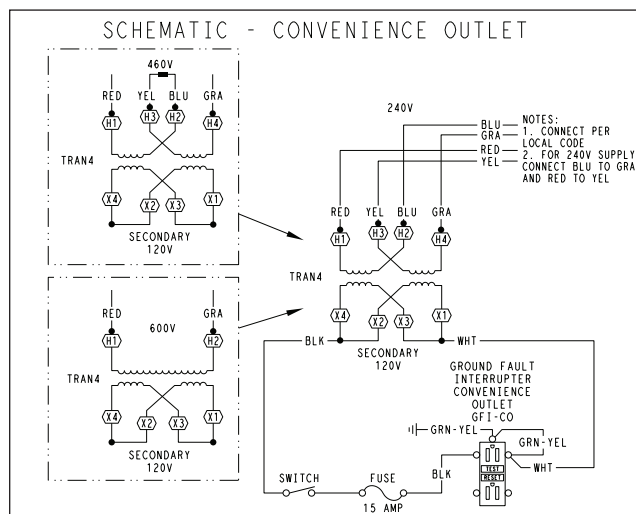 SCHEMATIC - CONVENIENCE OUTLET
460V
RED YEL BLU GRA
H1 H3 H2 H4
TRAN4
X4 X2 X3 X1
SECONDARY
120V
RED GRA
600V
H1 H2
TRAN4
X4 X2 X3 X1
SECONDARY
120V
240V
BLU
GRA
RED
YEL
NOTES:
1. CONNECT PER
LOCAL CODE
2. FOR 240V SUPPLY
CONNECT BLU TO GRA
AND RED TO YEL
RED YEL BLU GRA
H1 H3 H2 H4
TRAN4
X4 X2 X3 X1
BLK
WHT
SECONDARY
120V
GROUND FAULT
INTERRUPTER
CONVENIENCE
OUTLET
GFI-CO
GRN-YEL
GRN-YEL
BLK
WHT
TEST
RESET
SWITCH
FUSE
15 AMP